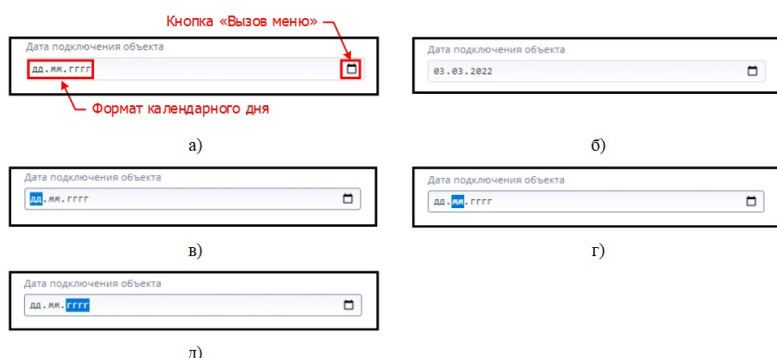 Кнопка «Вызов меню»
Дата подключения объекта
дд.мм.гггг
Формат календарного дня
а)
Дата подключения объекта
03.03.2022
б)
Дата подключения объекта
дд.мм.гггг
в)
Дата подключения объекта
дд.мм.гггг
г)
Дата подключения объекта
дд.мм.гггг
д)